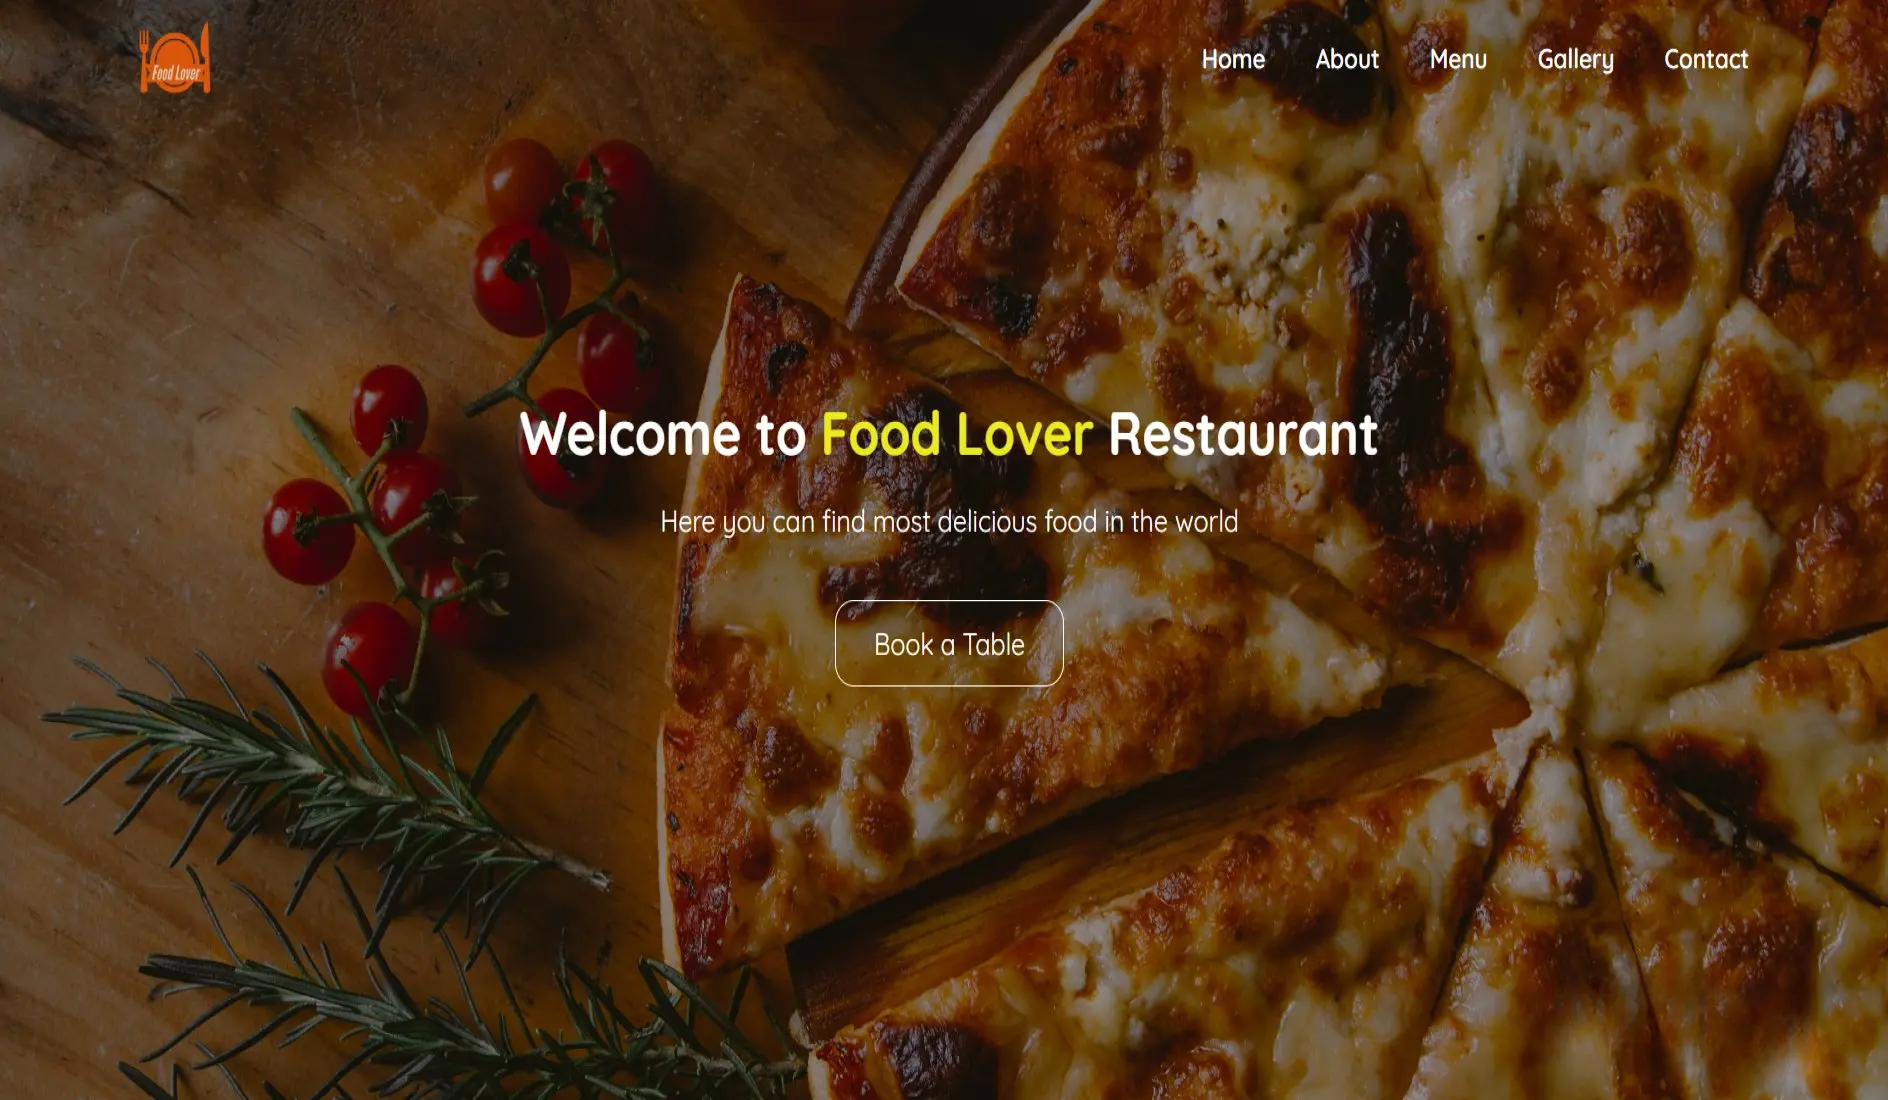 Food Lover
Home About Menu Gallery Contact
Welcome to Food Lover Restaurant
Here you can find most delicious food in the world
Book a Table